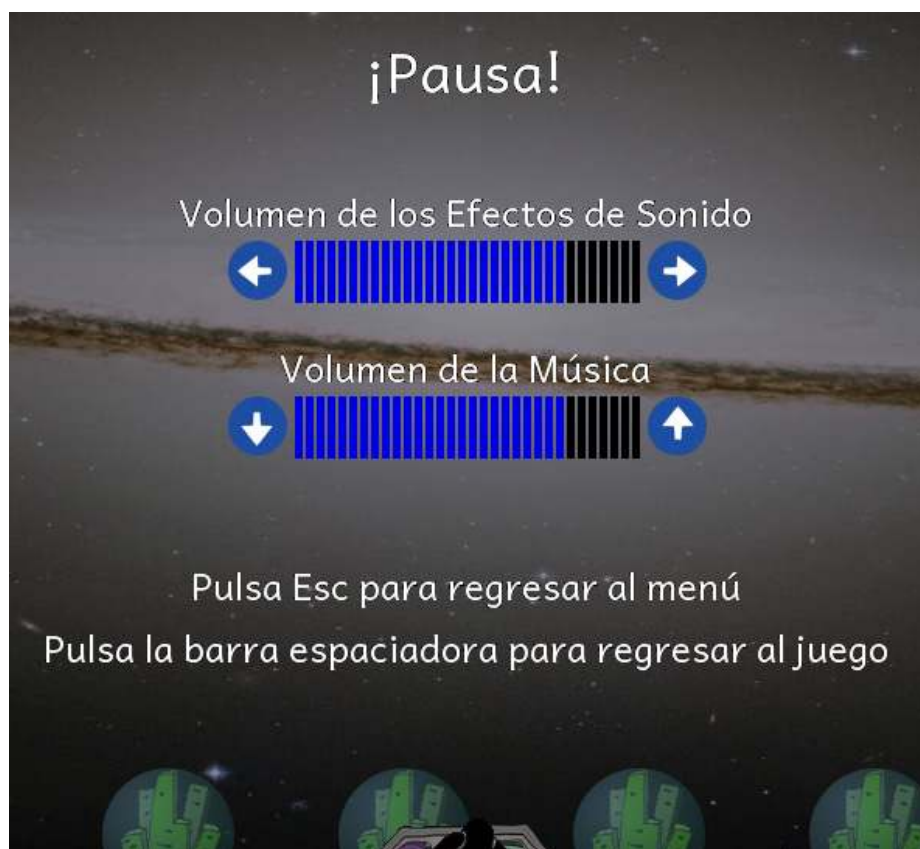 ¡Pausa!
Volumen de los Efectos de Sonido
Volumen de la Música
Pulsa Esc para regresar al menú
Pulsa la barra espaciadora para regresar al juego